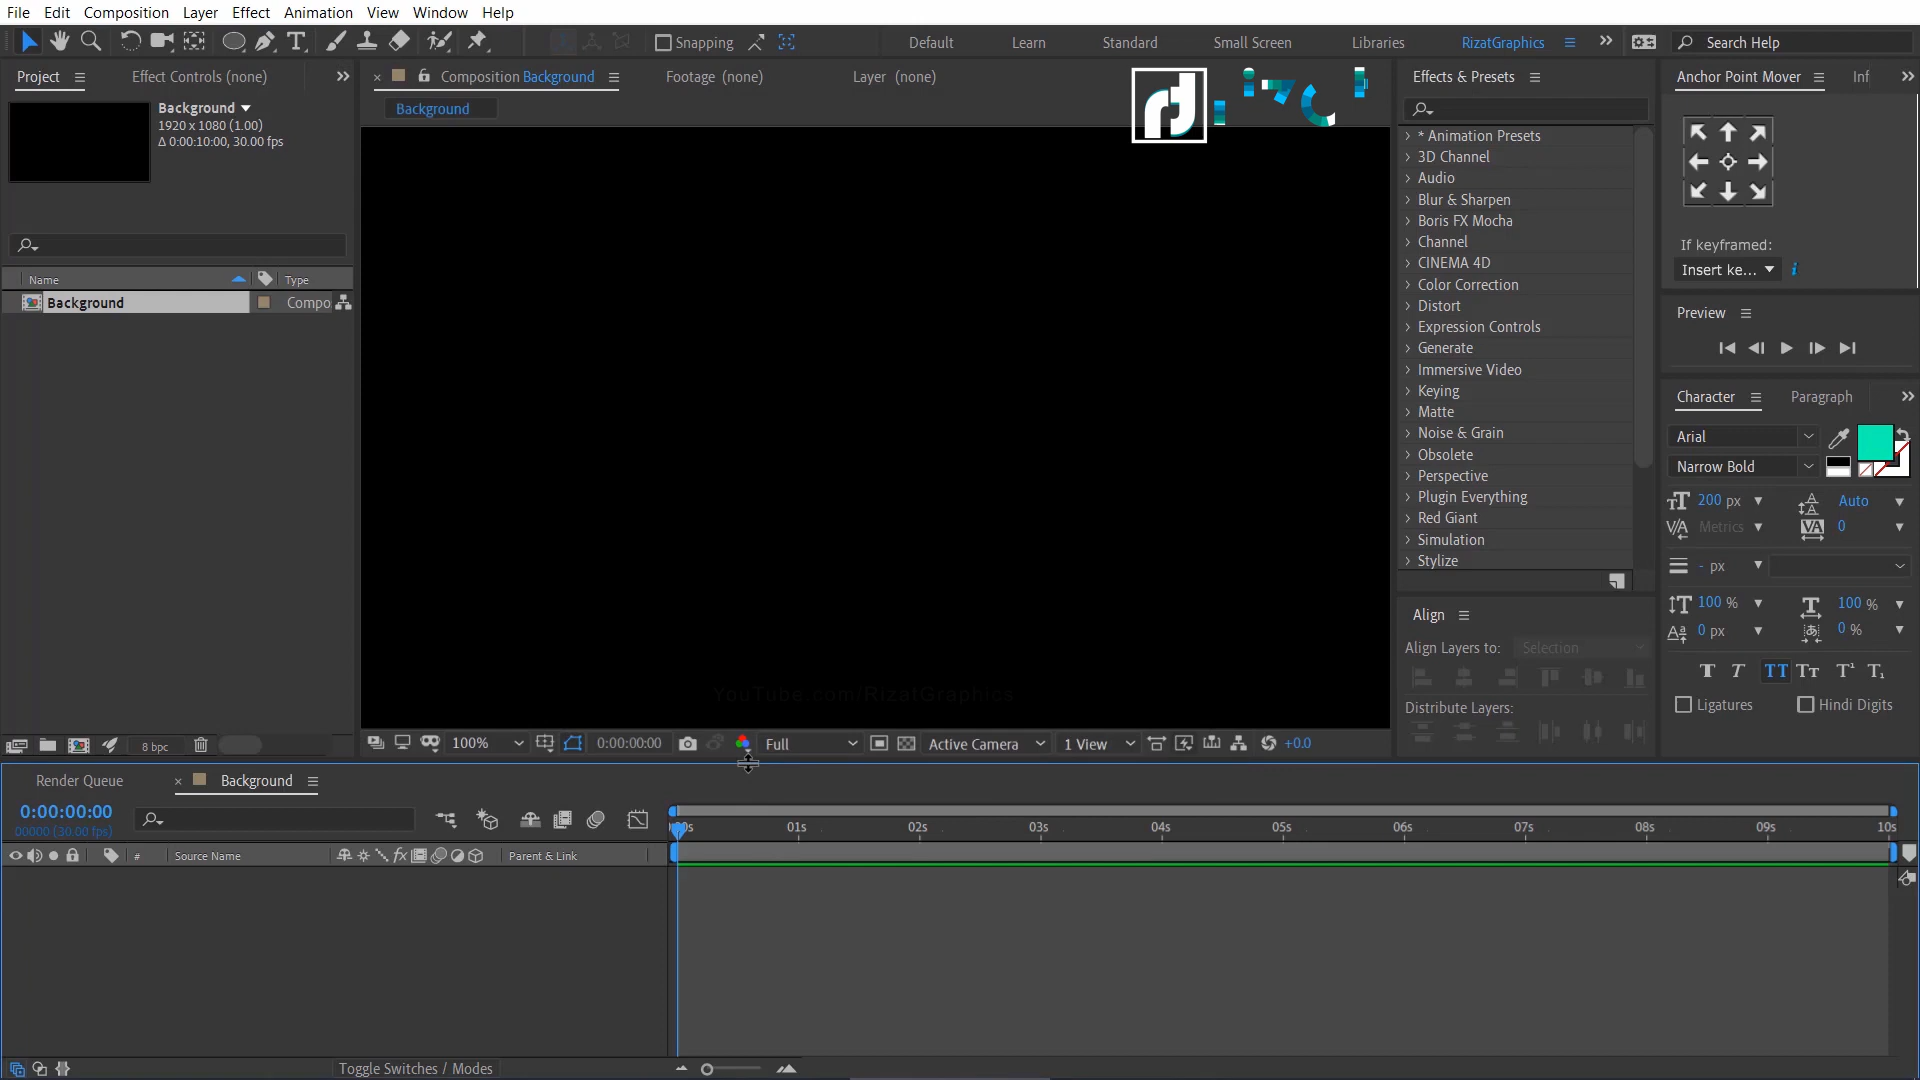 File Edit Composition Layer Effect Animation View Window Help
Snapping Default Learn Standard Small Screen Libraries RizatGraphics Search Help
Project Effect Controls (none)
Background
1920 x 1080 (1.00)
Δ 0:00:10:00, 30.00 fps
Name Type
Background Compo
8 bpc
Composition Background Footage (none) Layer (none)
Background
YouTube.com/RizatGraphics
100% 0:00:00:00 Full Active Camera 1 View +0.0
Effects & Presets
* Animation Presets
3D Channel
Audio
Blur & Sharpen
Boris FX Mocha
Channel
CINEMA 4D
Color Correction
Distort
Expression Controls
Generate
Immersive Video
Keying
Matte
Noise & Grain
Obsolete
Perspective
Plugin Everything
Red Giant
Simulation
Stylize
Align
Align Layers to: Selection
Distribute Layers:
Anchor Point Mover Inf
If keyframed:
Insert ke...
Preview
Character Paragraph
Arial
Narrow Bold
200 px Auto
Metrics 0
- px
100 % 100 %
0 px 0 %
Ligatures Hindi Digits
Render Queue Background
0:00:00:00
00000 (30.00 fps)
01s 02s 03s 04s 05s 06s 07s 08s 09s 10s
# Source Name Parent & Link
Toggle Switches / Modes